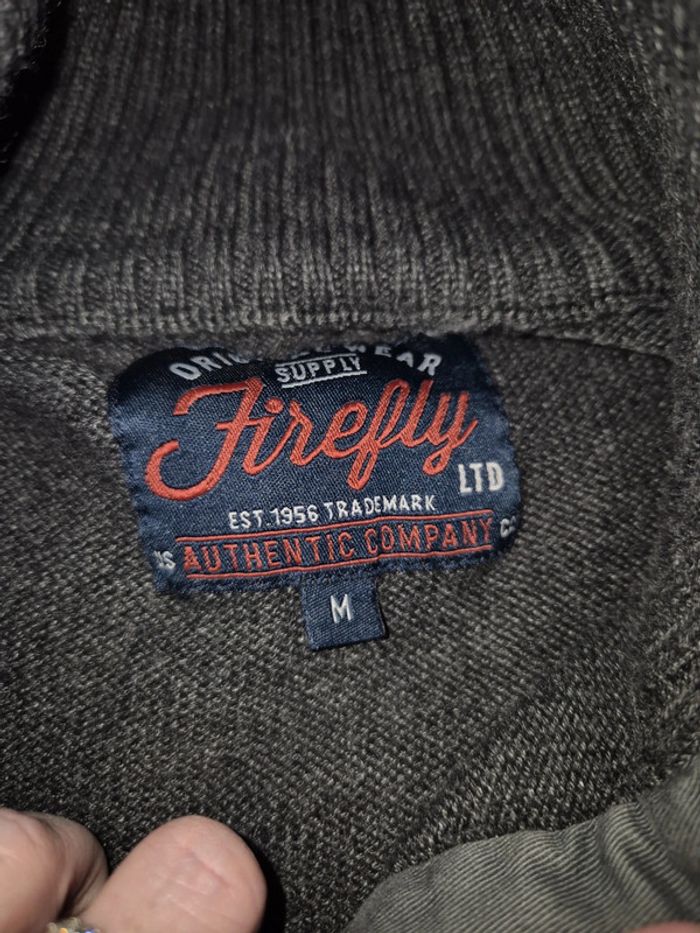 WEAR
SUPPLY
Firefly
LTD
EST.1956 TRADEMARK
AUTHENTIC COMPANY
M